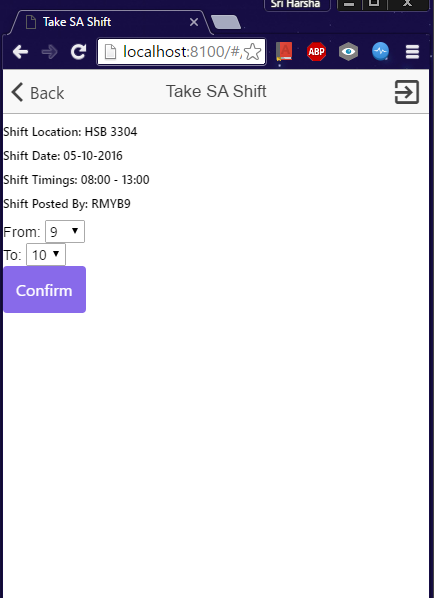 Sri Harsha
Take SA Shift
localhost:8100/#,
ABP
Back
Take SA Shift
Shift Location: HSB 3304
Shift Date: 05-10-2016
Shift Timings: 08:00 - 13:00
Shift Posted By: RMYB9
From: 9
To: 10
Confirm